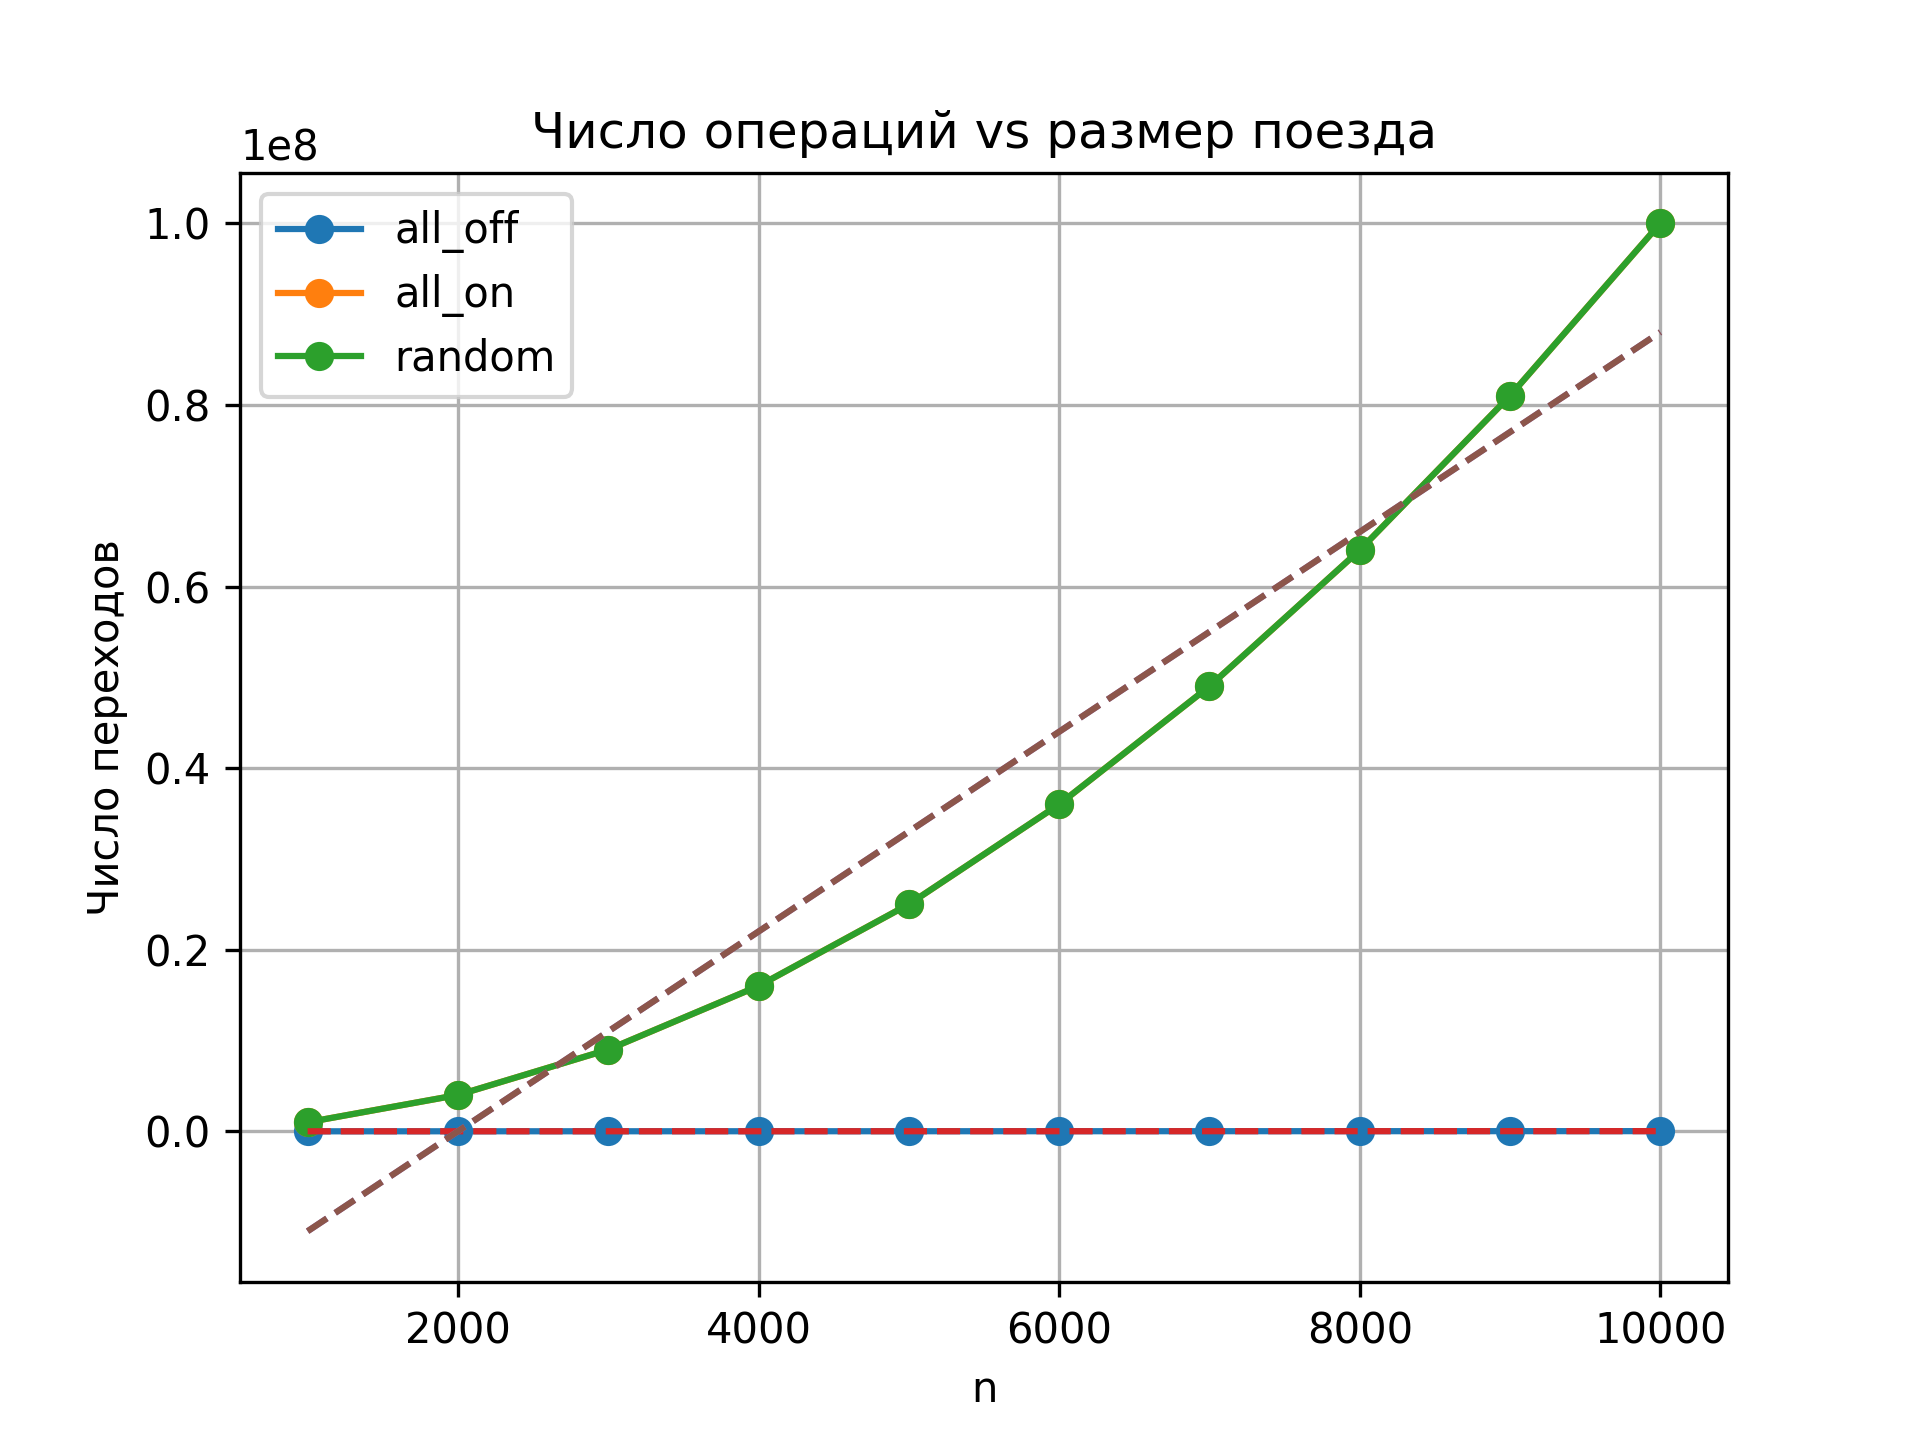 Число операций vs размер поезда
1e8
all_off
all_on
random
1.0
0.8
0.6
0.4
0.2
0.0
Число переходов
2000 4000 6000 8000 10000
n